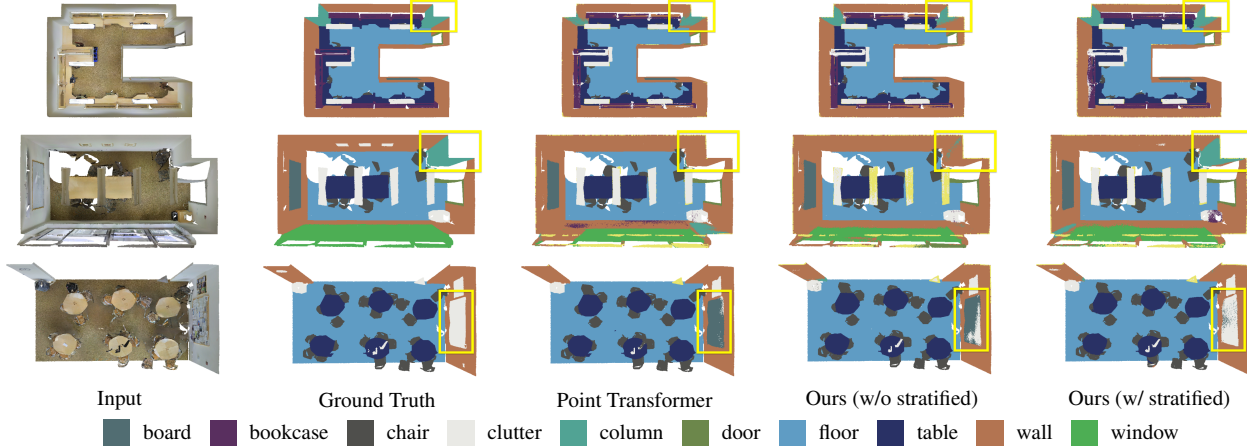 Input Ground Truth Point Transformer Ours (w/o stratified) Ours (w/ stratified)
board bookcase chair clutter column door floor table wall window